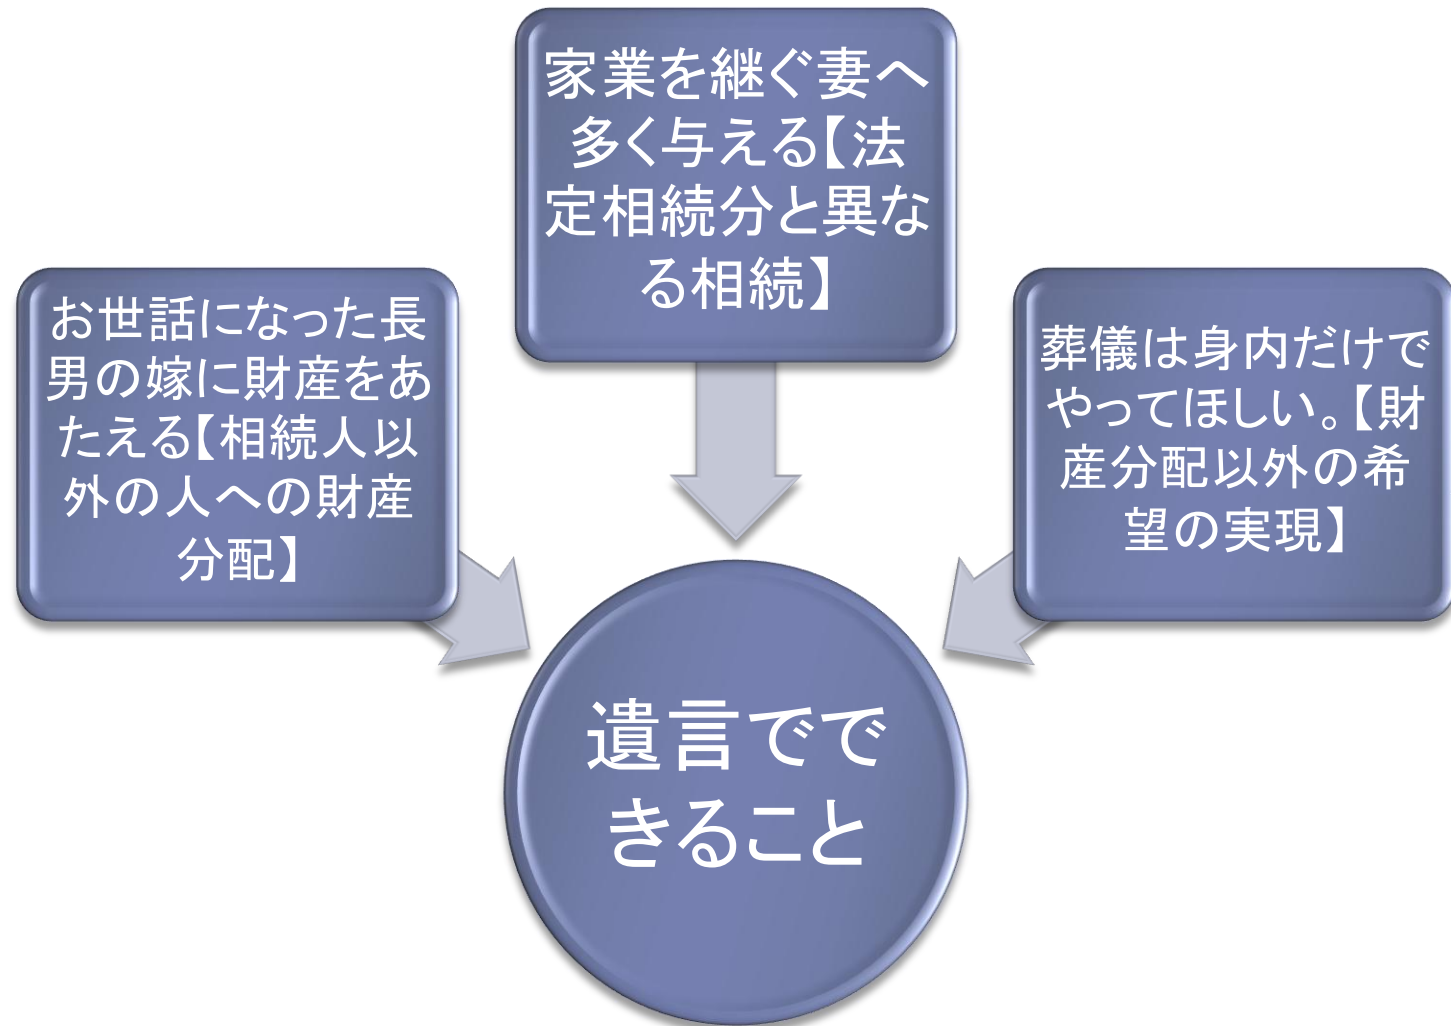 家業を継ぐ妻へ
多く与える【法
定相続分と異な
る相続】
お世話になった長
男の嫁に財産をあ
たえる【相続人以
外の人への財産
分配】
葬儀は身内だけで
やってほしい。【財
産分配以外の希
望の実現】
遺言でで
きること